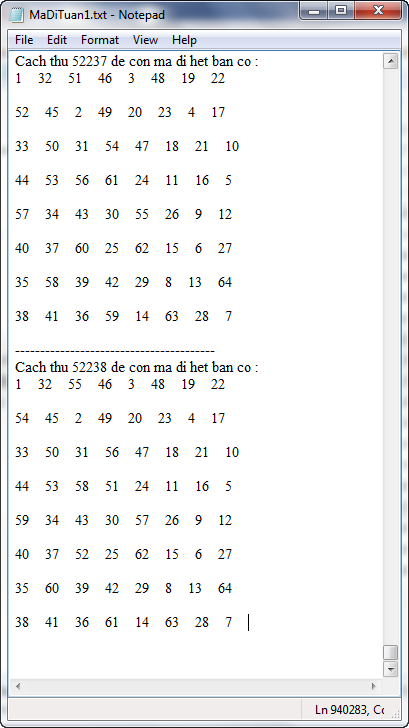 MaDiTuan1.txt - Notepad
File Edit Format View Help
Cach thu 52237 de con ma di het ban co :
1 32 51 46 3 48 19 22
52 45 2 49 20 23 4 17
33 50 31 54 47 18 21 10
44 53 56 61 24 11 16 5
57 34 43 30 55 26 9 12
40 37 60 25 62 15 6 27
35 58 39 42 29 8 13 64
38 41 36 59 14 63 28 7
----------------------------------------
Cach thu 52238 de con ma di het ban co :
1 32 55 46 3 48 19 22
54 45 2 49 20 23 4 17
33 50 31 56 47 18 21 10
44 53 58 51 24 11 16 5
59 34 43 30 57 26 9 12
40 37 52 25 62 15 6 27
35 60 39 42 29 8 13 64
38 41 36 61 14 63 28 7
Ln 940283, Cc